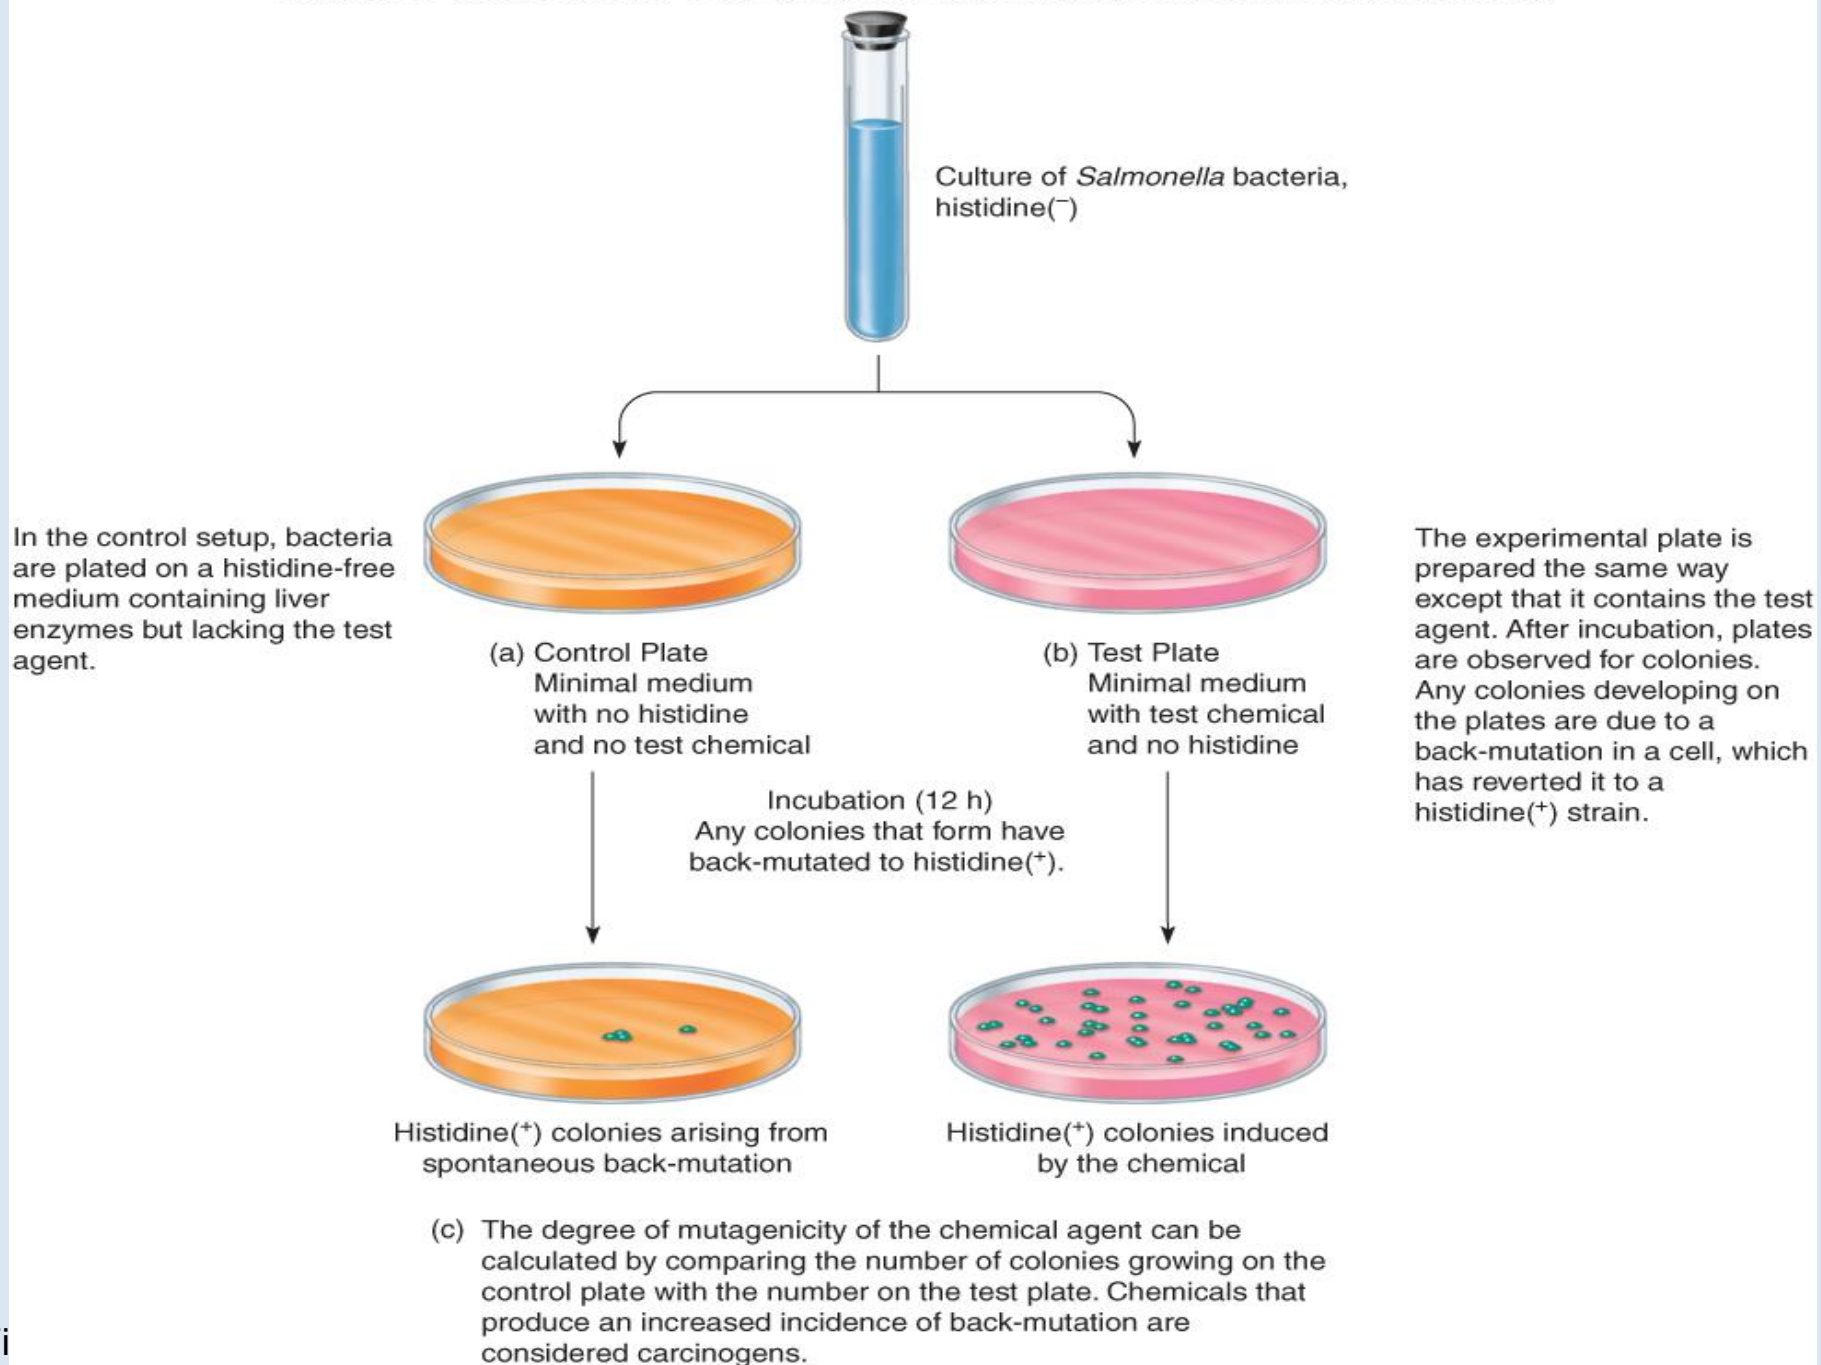 Culture of Salmonella bacteria,
histidine(⁻)
In the control setup, bacteria
are plated on a histidine-free
medium containing liver
enzymes but lacking the test
agent.
(a) Control Plate
Minimal medium
with no histidine
and no test chemical
(b) Test Plate
Minimal medium
with test chemical
and no histidine
The experimental plate is
prepared the same way
except that it contains the test
agent. After incubation, plates
are observed for colonies.
Any colonies developing on
the plates are due to a
back-mutation in a cell, which
has reverted it to a
histidine(⁺) strain.
Incubation (12 h)
Any colonies that form have
back-mutated to histidine(⁺).
Histidine(⁺) colonies arising from
spontaneous back-mutation
Histidine(⁺) colonies induced
by the chemical
(c) The degree of mutagenicity of the chemical agent can be
calculated by comparing the number of colonies growing on the
control plate with the number on the test plate. Chemicals that
produce an increased incidence of back-mutation are
considered carcinogens.
i